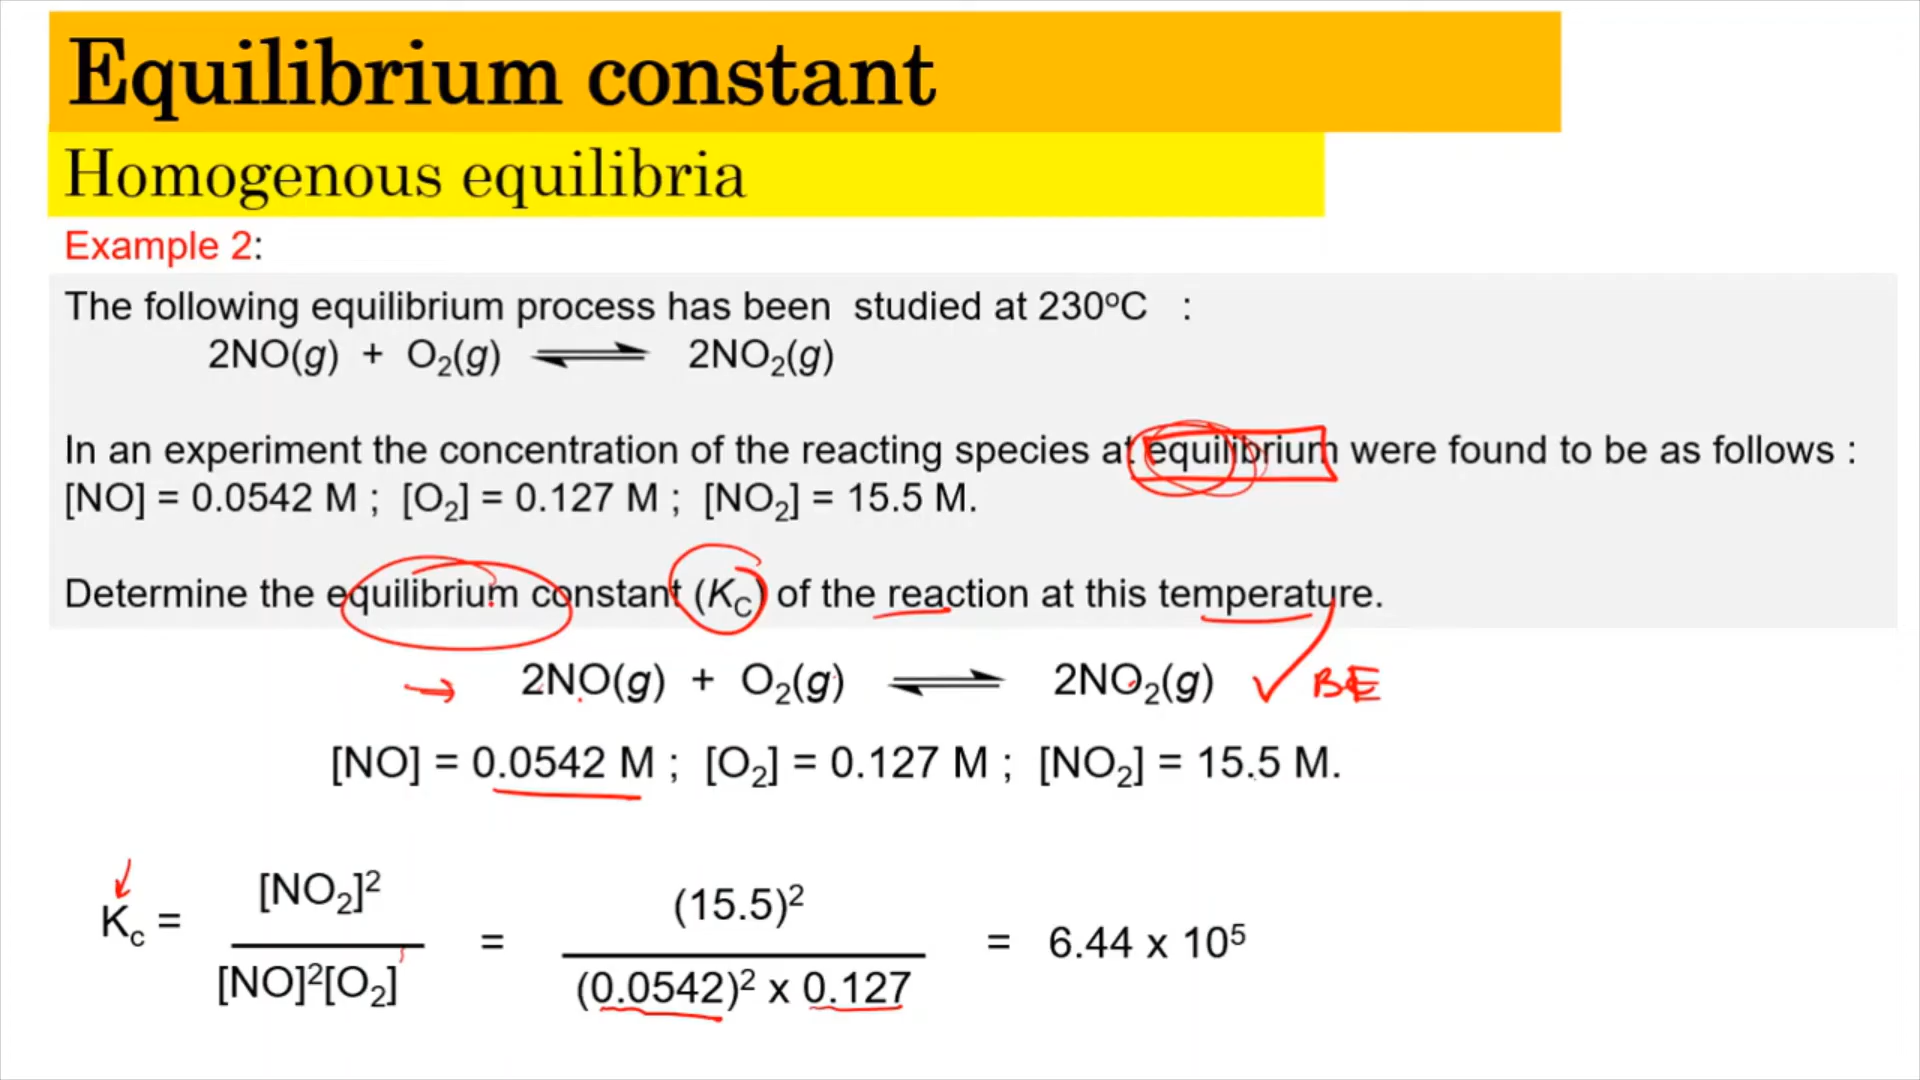 Equilibrium constant
Homogenous equilibria
Example 2:
The following equilibrium process has been studied at 230ºC :
2NO(g) + O₂(g) ⇌ 2NO₂(g)
In an experiment the concentration of the reacting species at equilibrium were found to be as follows :
[NO] = 0.0542 M ; [O₂] = 0.127 M ; [NO₂] = 15.5 M.
Determine the equilibrium constant (K_C) of the reaction at this temperature.
→ 2NO(g) + O₂(g) ⇌ 2NO₂(g) ✓ BE
[NO] = 0.0542 M ; [O₂] = 0.127 M ; [NO₂] = 15.5 M.
[NO₂]² (15.5)²
K_c = = = 6.44 x 10⁵
[NO]²[O₂] (0.0542)² x 0.127